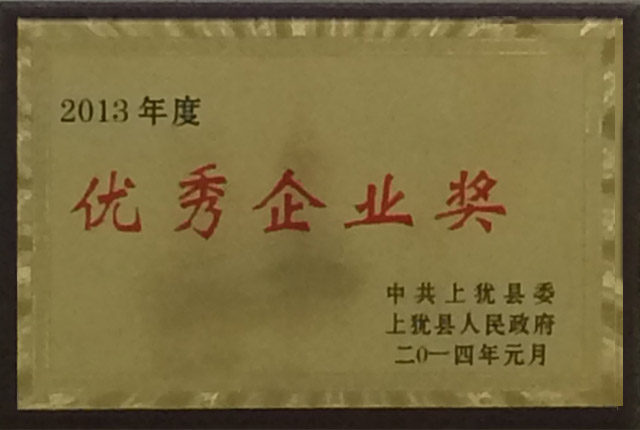 2013年度
优秀企业奖
中共上犹县委
上犹县人民政府
二0一四年元月